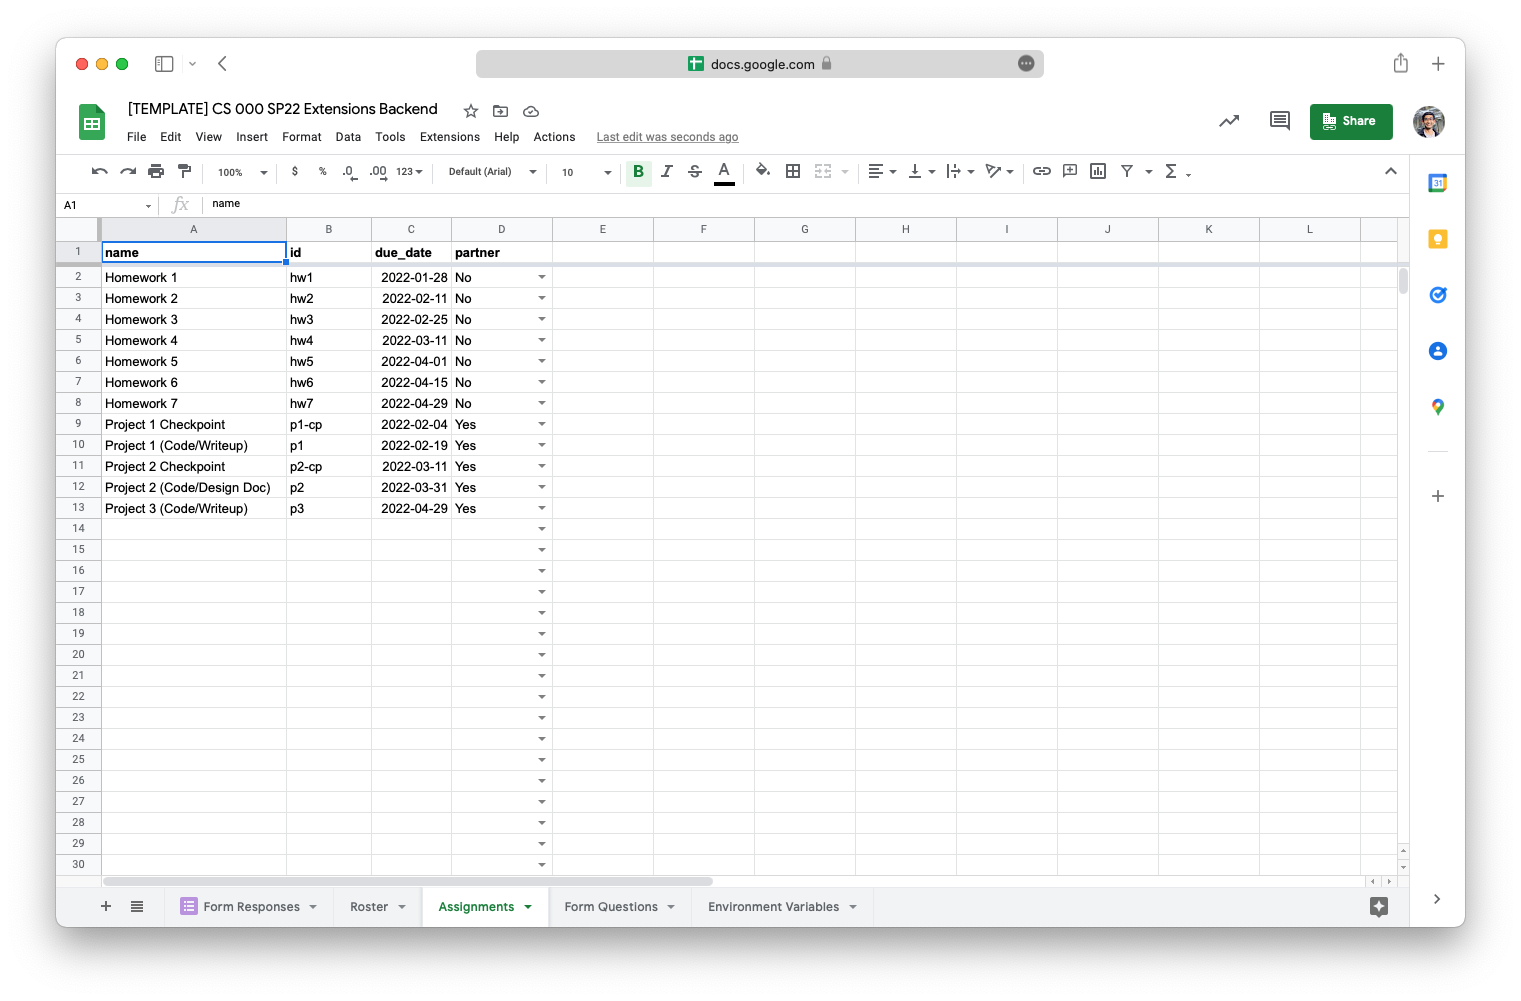 docs.google.com
[TEMPLATE] CS 000 SP22 Extensions Backend
File Edit View Insert Format Data Tools Extensions Help Actions Last edit was seconds ago
Share
100% $ % .0 .00 123 Default (Arial) 10 B I S A Σ
31
A1 fx name
A B C D E F G H I J K L
1 name id due_date partner
2 Homework 1 hw1 2022-01-28 No
3 Homework 2 hw2 2022-02-11 No
4 Homework 3 hw3 2022-02-25 No
5 Homework 4 hw4 2022-03-11 No
6 Homework 5 hw5 2022-04-01 No
7 Homework 6 hw6 2022-04-15 No
8 Homework 7 hw7 2022-04-29 No
9 Project 1 Checkpoint p1-cp 2022-02-04 Yes
10 Project 1 (Code/Writeup) p1 2022-02-19 Yes
11 Project 2 Checkpoint p2-cp 2022-03-11 Yes
12 Project 2 (Code/Design Doc) p2 2022-03-31 Yes
13 Project 3 (Code/Writeup) p3 2022-04-29 Yes
14
15
16
17
18
19
20
21
22
23
24
25
26
27
28
29
30
Form Responses Roster Assignments Form Questions Environment Variables